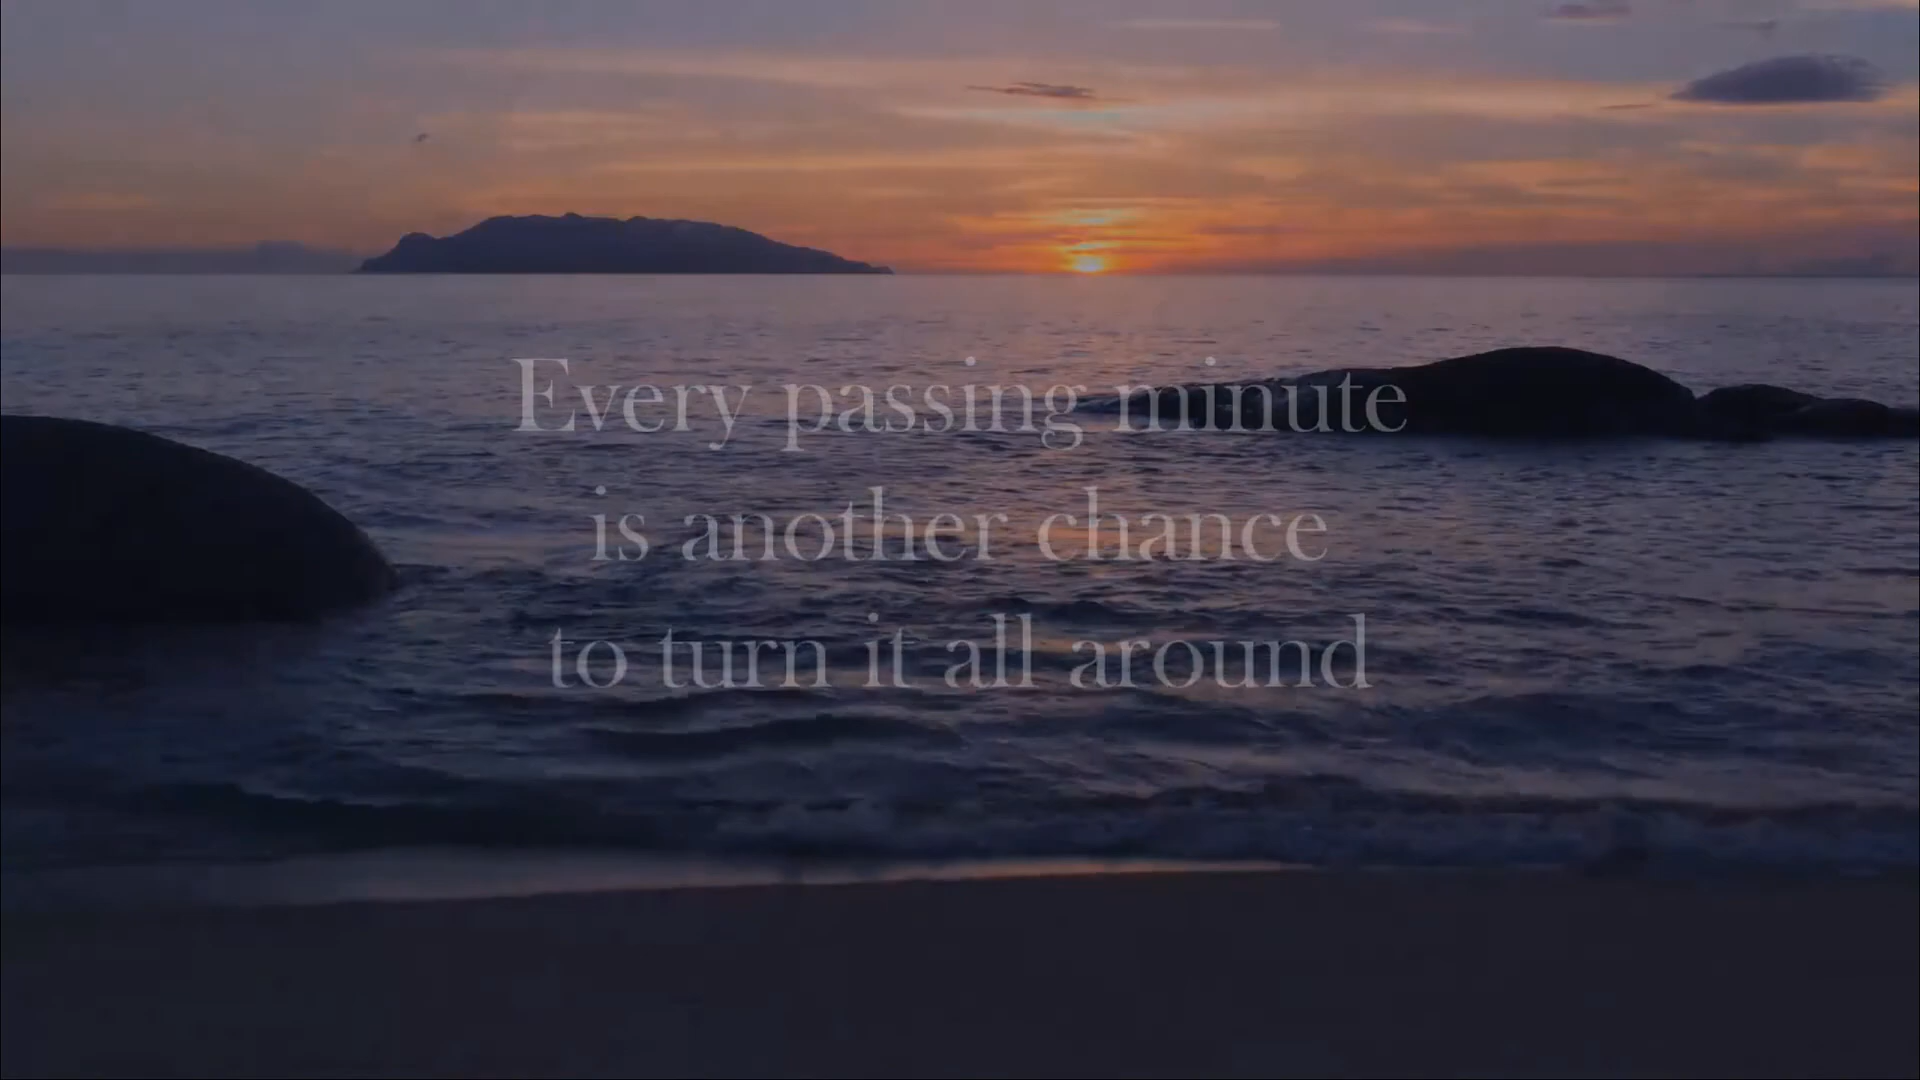 Every passing minute
is another chance
to turn it all around